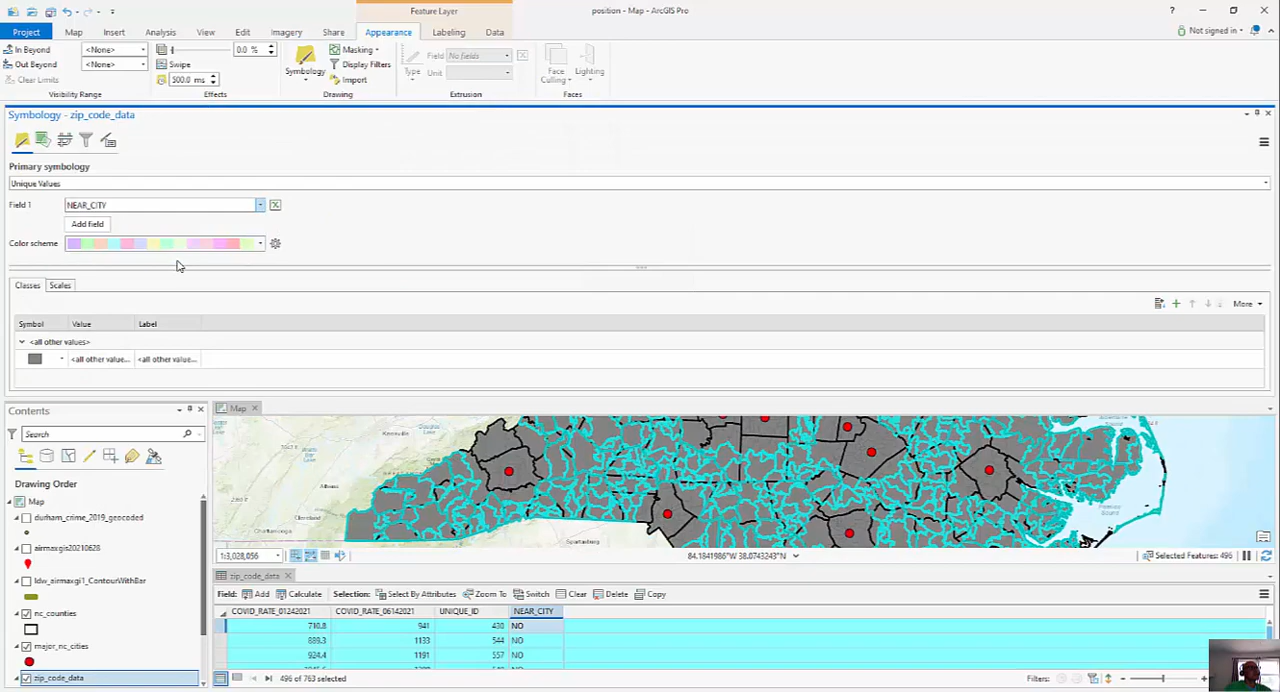 Feature Layer
position - Map - ArcGIS Pro
?
Project Map Insert Analysis View Edit Imagery Share Appearance Labeling Data
Not signed in
In Beyond <None> 0.0 % Masking Field No fields
Out Beyond <None> Swipe Symbology Display Filters Type Unit Face Culling Lighting
Clear Limits 500.0 ms Import
Visibility Range Effects Drawing Extrusion Faces
Symbology - zip_code_data
Primary symbology
Unique Values
Field 1 NEAR_CITY
Add field
Color scheme
Classes Scales
More
Symbol Value Label
<all other values>
<all other value... <all other value...
Contents
Map
Search
Drawing Order
Map
durham_crime_2019_geocoded
airmaxgis20210628
ldw_airmaxgi1_ContourWithBar
nc_counties
major_nc_cities
zip_code_data
Knoxville
Cleveland
Chattanooga
Spartanburg
1:3,028,056 84.1841986°W 38.0743243°N Selected Features: 496
zip_code_data
Field: Add Calculate Selection: Select By Attributes Zoom To Switch Clear Delete Copy
COVID_RATE_01242021 COVID_RATE_06142021 UNIQUE_ID NEAR_CITY
710.8 941 430 NO
889.3 1133 544 NO
924.4 1191 557 NO
496 of 763 selected Filters: